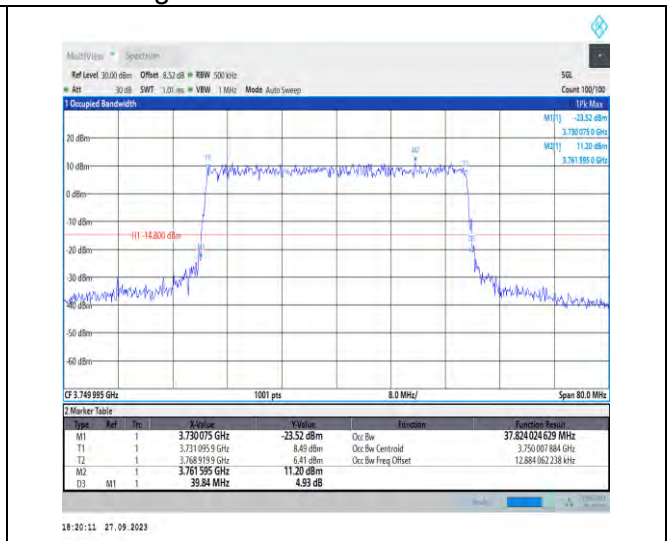 MultiView Spectrum
Ref Level 30.00 dBm Offset 8.52 dB RBW 500 kHz SGL
Att 30 dB SWT 1.01 ms VBW 1 MHz Mode Auto Sweep Count 100/100
1 Occupied Bandwidth 1Pk Max
M1[1] -23.52 dBm
3.730 075 0 GHz
M2[1] 11.20 dBm
3.761 595 0 GHz
20 dBm
10 dBm
0 dBm
-10 dBm
H1 -14.800 dBm
-20 dBm
-30 dBm
-40 dBm
-50 dBm
-60 dBm
CF 3.749 995 GHz 1001 pts 8.0 MHz/ Span 80.0 MHz
2 Marker Table
Type Ref Trc X-Value Y-Value Function Function Result
M1 1 3.730075 GHz -23.52 dBm Occ Bw 37.824 024 629 MHz
T1 1 3.731 095 9 GHz 8.49 dBm Occ Bw Centroid 3.750 007 884 GHz
T2 1 3.768 919 9 GHz 6.41 dBm Occ Bw Freq Offset 12.884 062 238 kHz
M2 1 3.761595 GHz 11.20 dBm
D3 M1 1 39.84 MHz 4.93 dB
18:20:11 27.09.2023